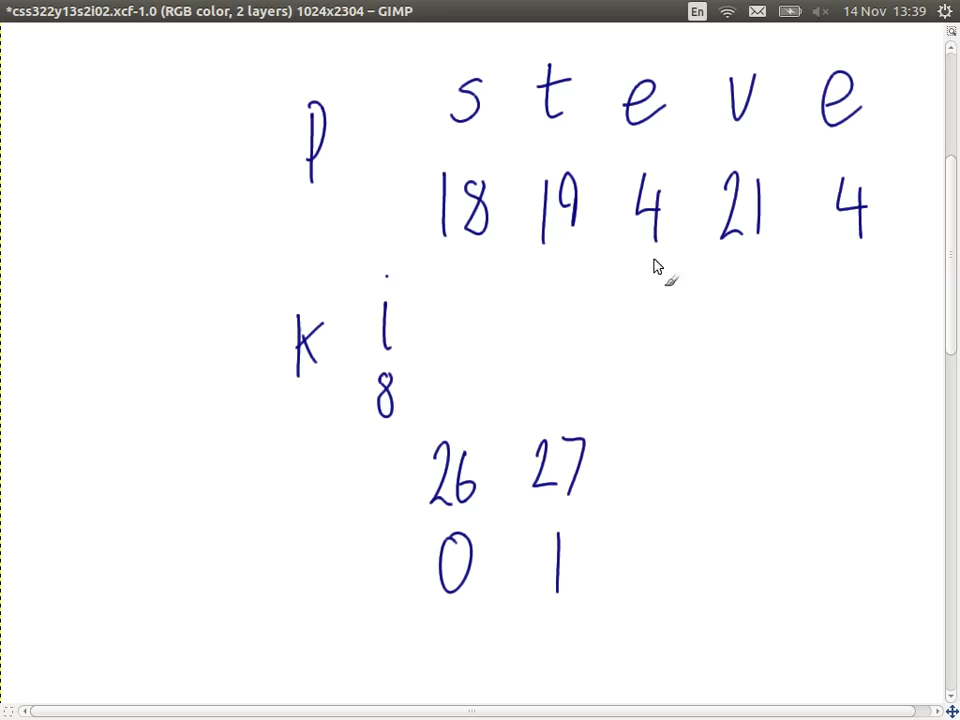 *css322y13s2i02.xcf-1.0 (RGB color, 2 layers) 1024x2304 – GIMP En 14 Nov 13:39
p s t e v e
18 19 4 21 4
k i
8
26 27
0 1